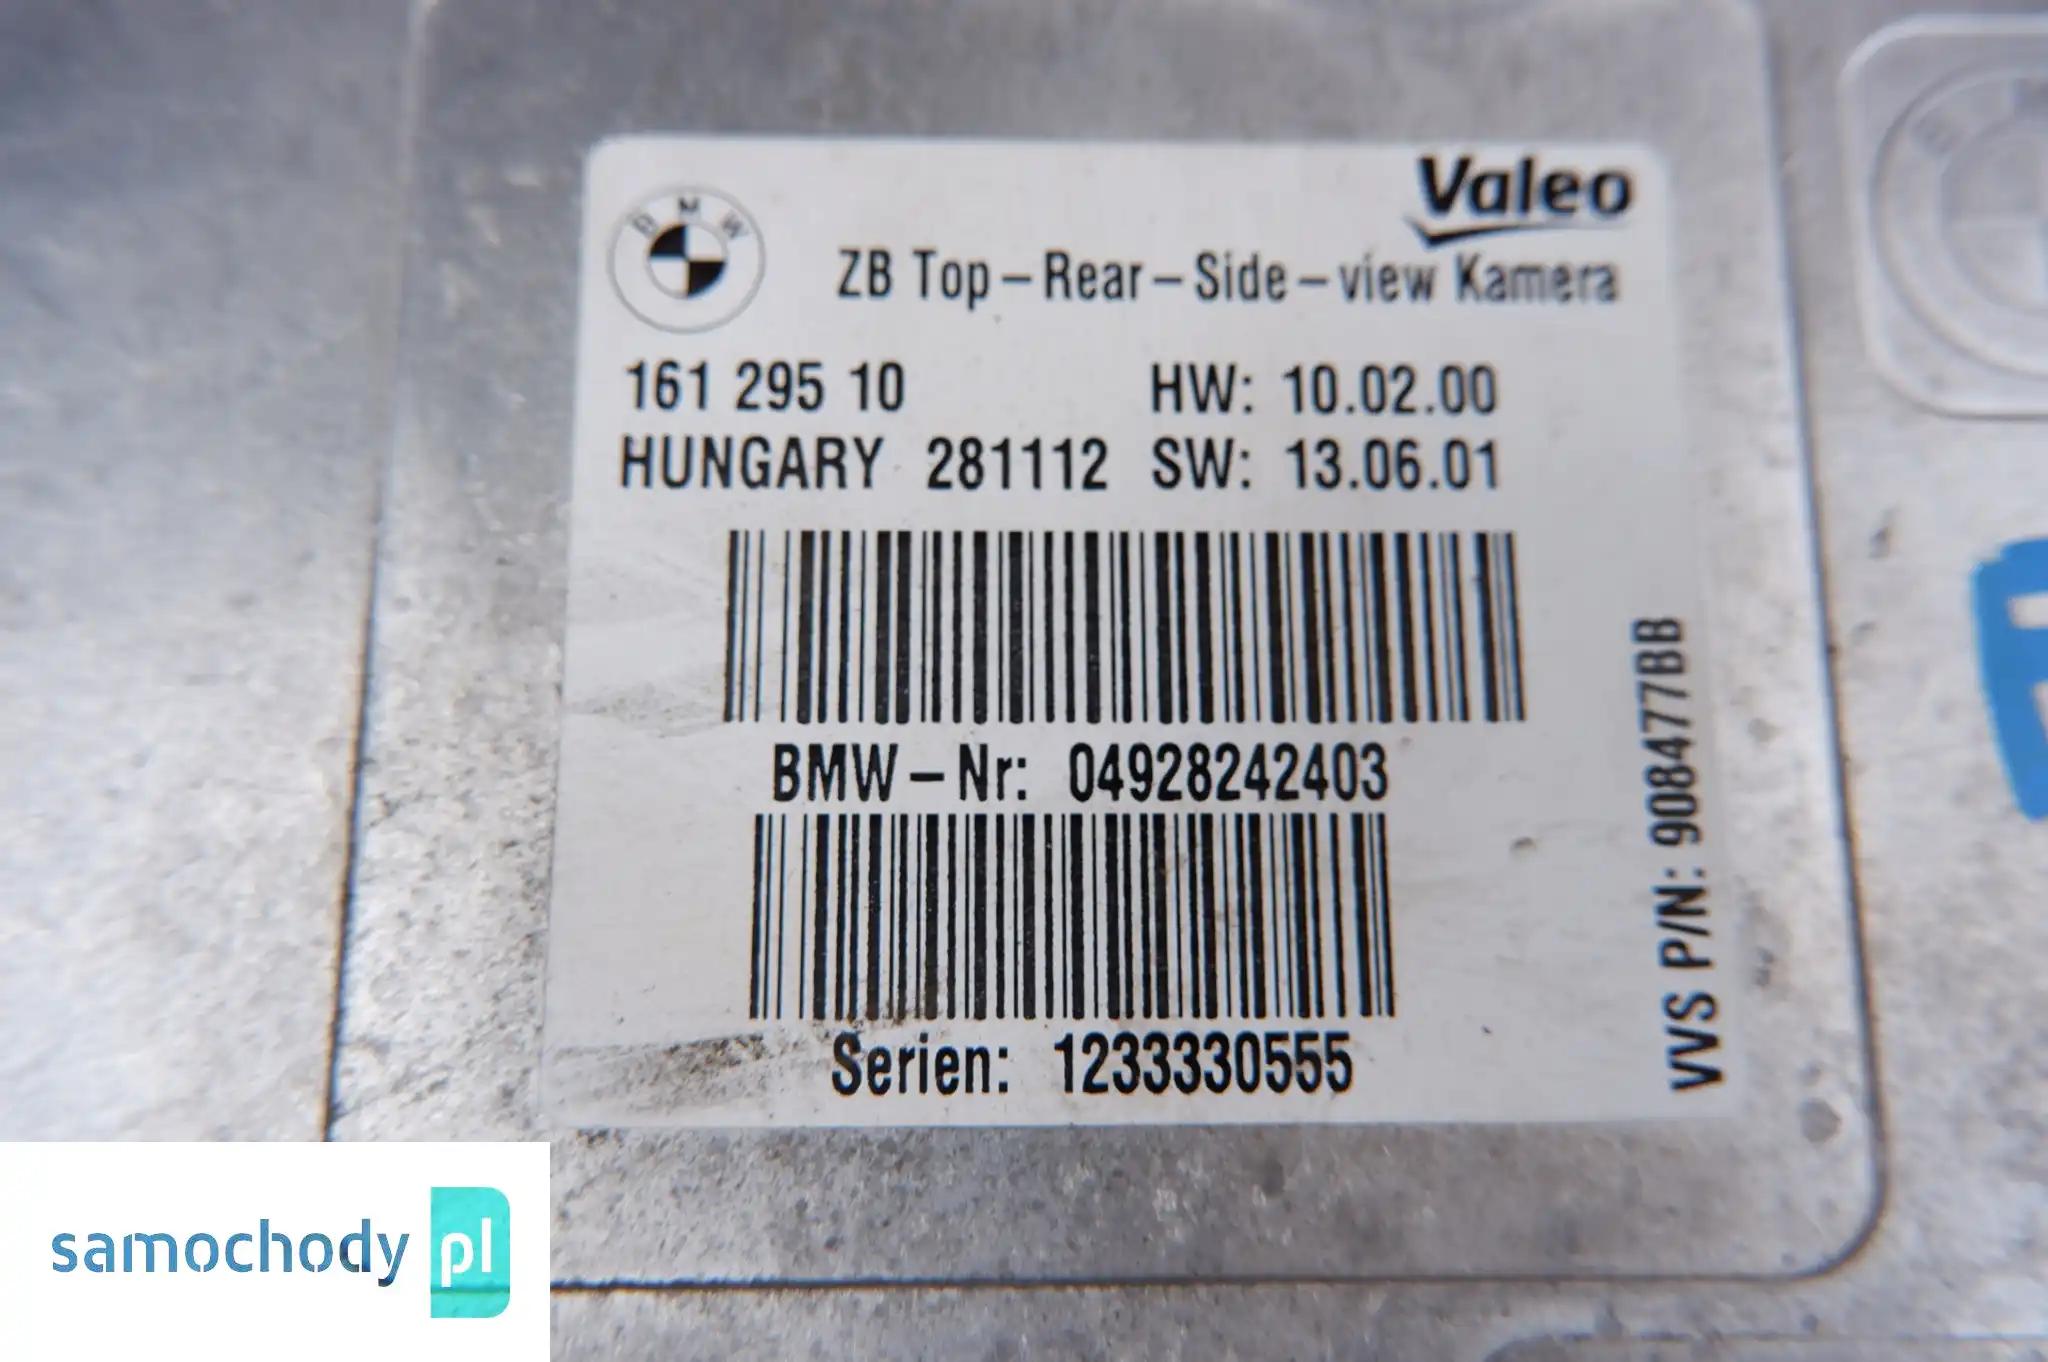 BMW
Valeo
ZB Top-Rear-Side-view Kamera
161 295 10 HW: 10.02.00
HUNGARY 281112 SW: 13.06.01
BMW-Nr: 04928242403
Serien: 1233330555
VVS P/N: 908477BB
samochody pl